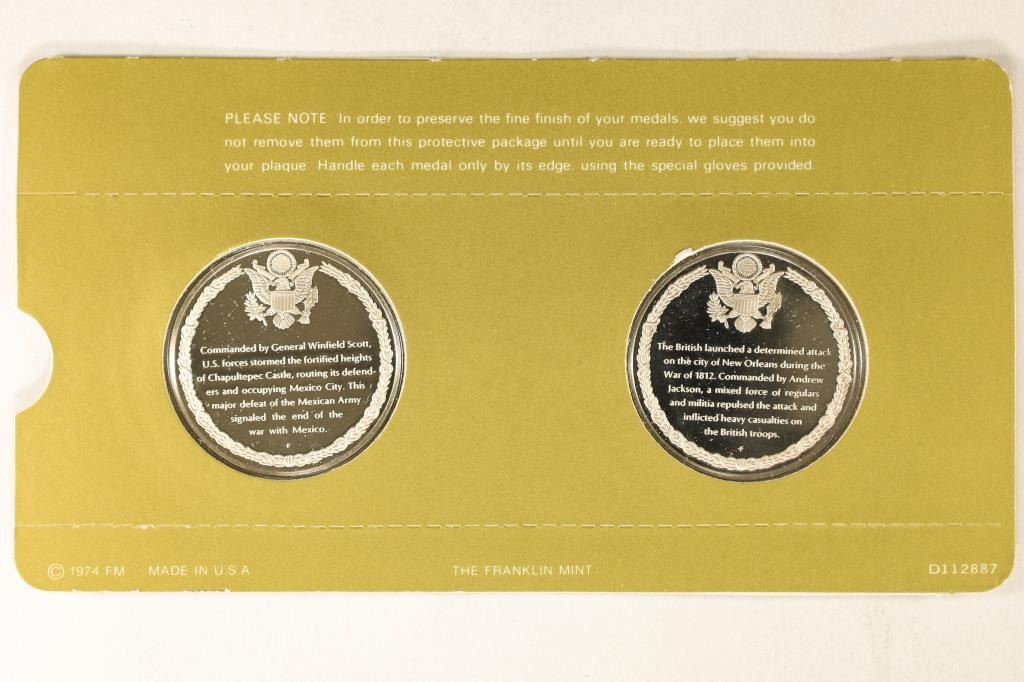 PLEASE NOTE In order to preserve the fine finish of your medals, we suggest you do
not remove them from this protective package until you are ready to place them into
your plaque. Handle each medal only by its edge, using the special gloves provided
Commanded by General Winfield Scott,
U.S. forces stormed the fortified heights
of Chapultepec Castle, routing its defend-
ers and occupying Mexico City. This
major defeat of the Mexican Army
signaled the end of the
war with Mexico.
The British launched a determined attack
on the city of New Orleans during the
War of 1812. Commanded by Andrew
Jackson, a mixed force of regulars
and militia repulsed the attack and
inflicted heavy casualties on
the British troops.
© 1974 FM MADE IN U.S.A
THE FRANKLIN MINT
D112887